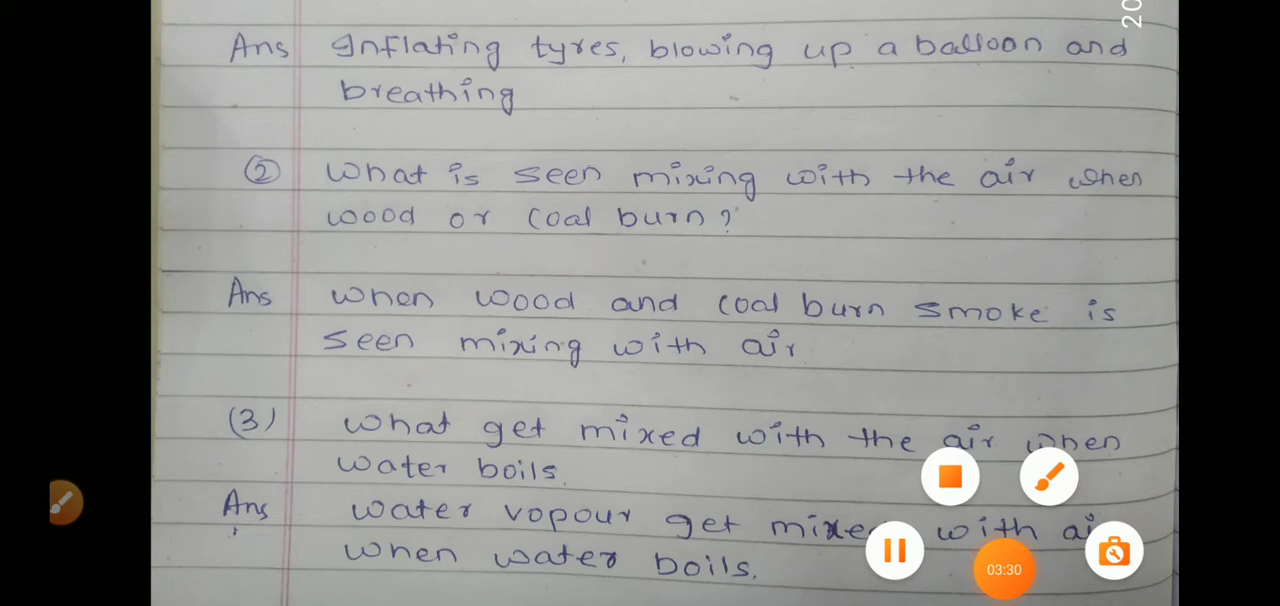 20
Ans Inflating tyres, blowing up a balloon and
breathing
② What is seen mixing with the air when
wood or coal burn?
Ans when wood and coal burn smoke is
seen mixing with air
(3) what get mixed with the air when
water boils.
Ans water vopour get mixed with ai
when water boils.
03:30